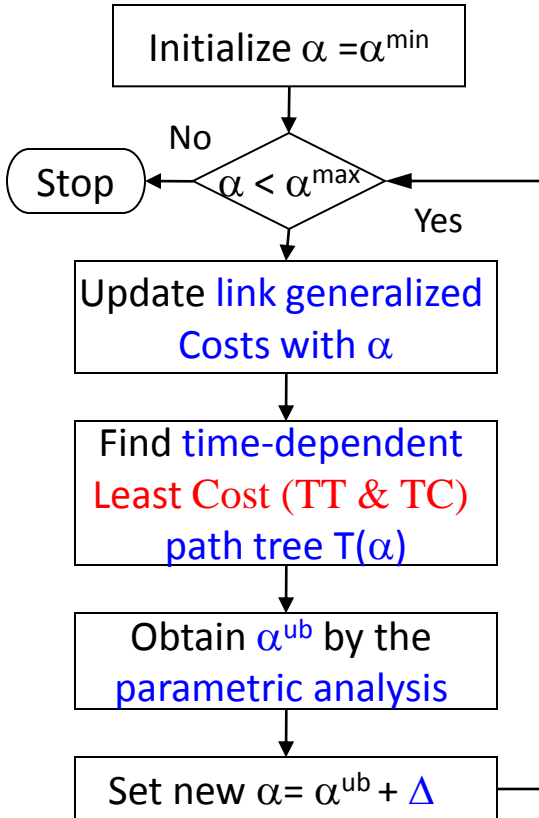 Initialize α =α^min
No
Stop
α < α^max
Yes
Update link generalized
Costs with α
Find time-dependent
Least Cost (TT & TC)
path tree T(α)
Obtain α^ub by the
parametric analysis
Set new α= α^ub + Δ